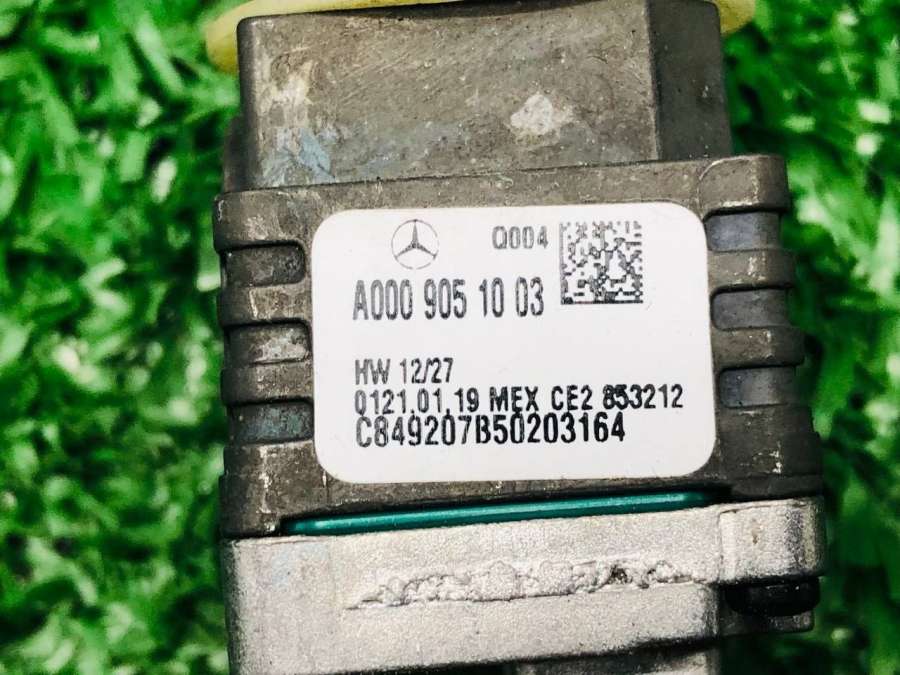 Q004
A000 905 10 03
HW 12/27
0121.01.19 MEX CE2 853212
C849207B50203164